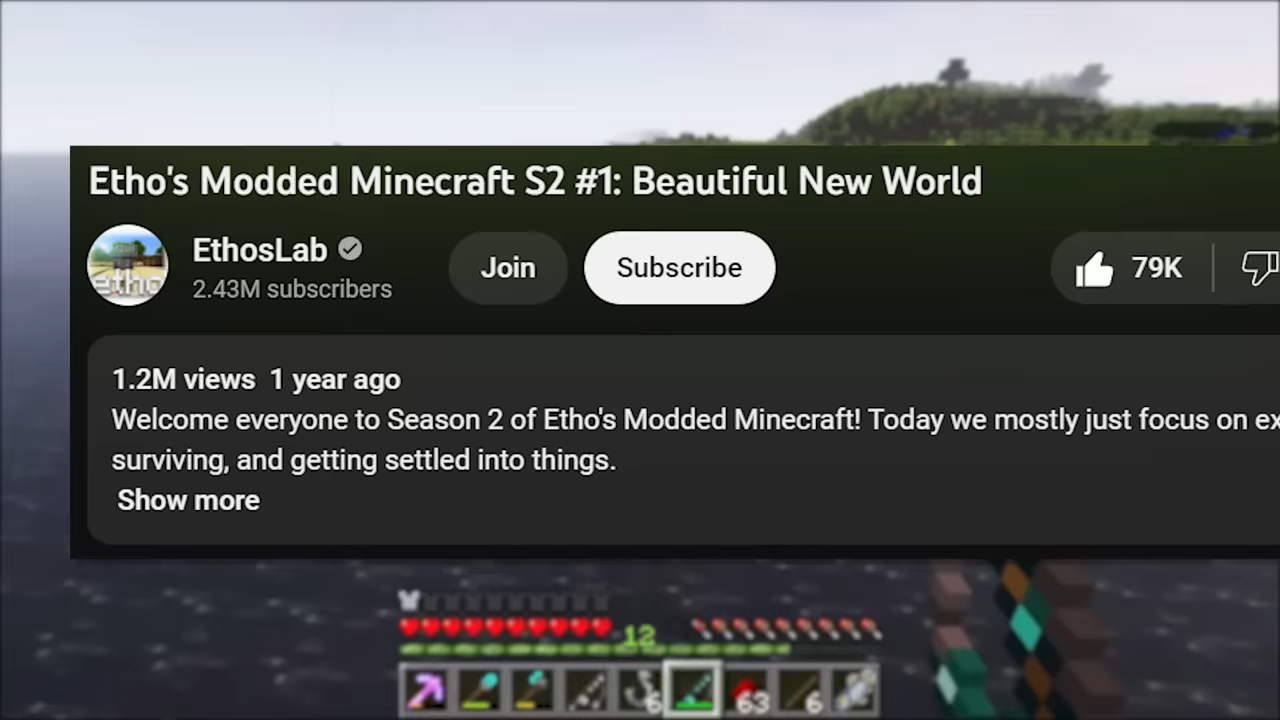 Etho's Modded Minecraft S2 #1: Beautiful New World
etho
EthosLab
2.43M subscribers
Join
Subscribe
79K
1.2M views 1 year ago
Welcome everyone to Season 2 of Etho's Modded Minecraft! Today we mostly just focus on ex
surviving, and getting settled into things.
Show more
12
6
63
6